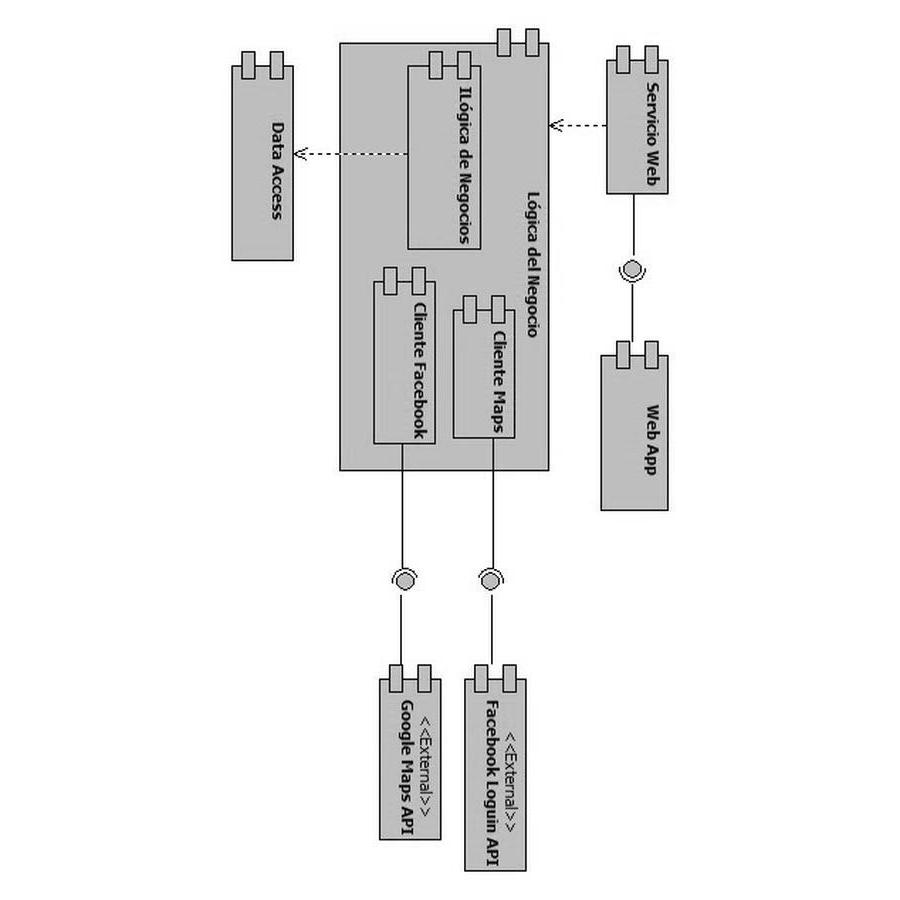 Servicio Web
Web App
Lógica del Negocio
ILógica de Negocios
Cliente Maps
Cliente Facebook
Data Access
<<External>>
Facebook Loguin API
<<External>>
Google Maps API